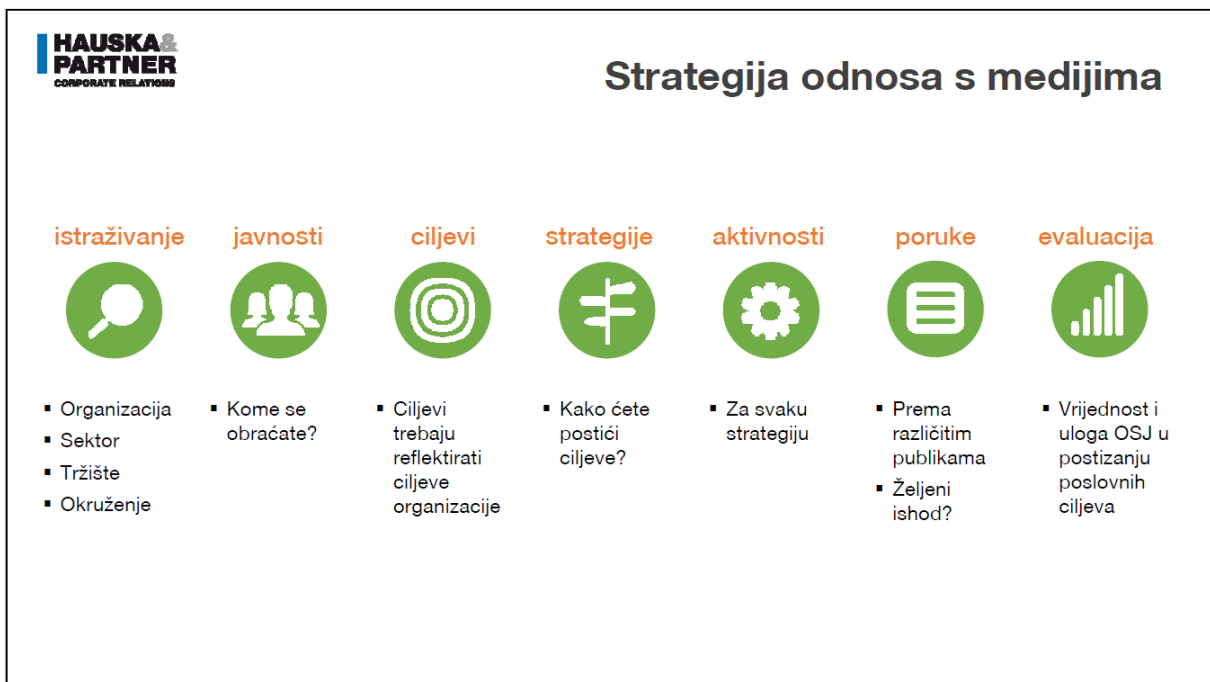 HAUSKA&
PARTNER
CORPORATE RELATIONS
Strategija odnosa s medijima
istraživanje
▪ Organizacija
▪ Sektor
▪ Tržište
▪ Okruženje
javnosti
▪ Kome se
obraćate?
ciljevi
▪ Ciljevi
trebaju
reflektirati
ciljeve
organizacije
strategije
▪ Kako ćete
postići
ciljeve?
aktivnosti
▪ Za svaku
strategiju
poruke
▪ Prema
različitim
publikama
▪ Željeni
ishod?
evaluacija
▪ Vrijednost i
uloga OSJ u
postizanju
poslovnih
ciljeva